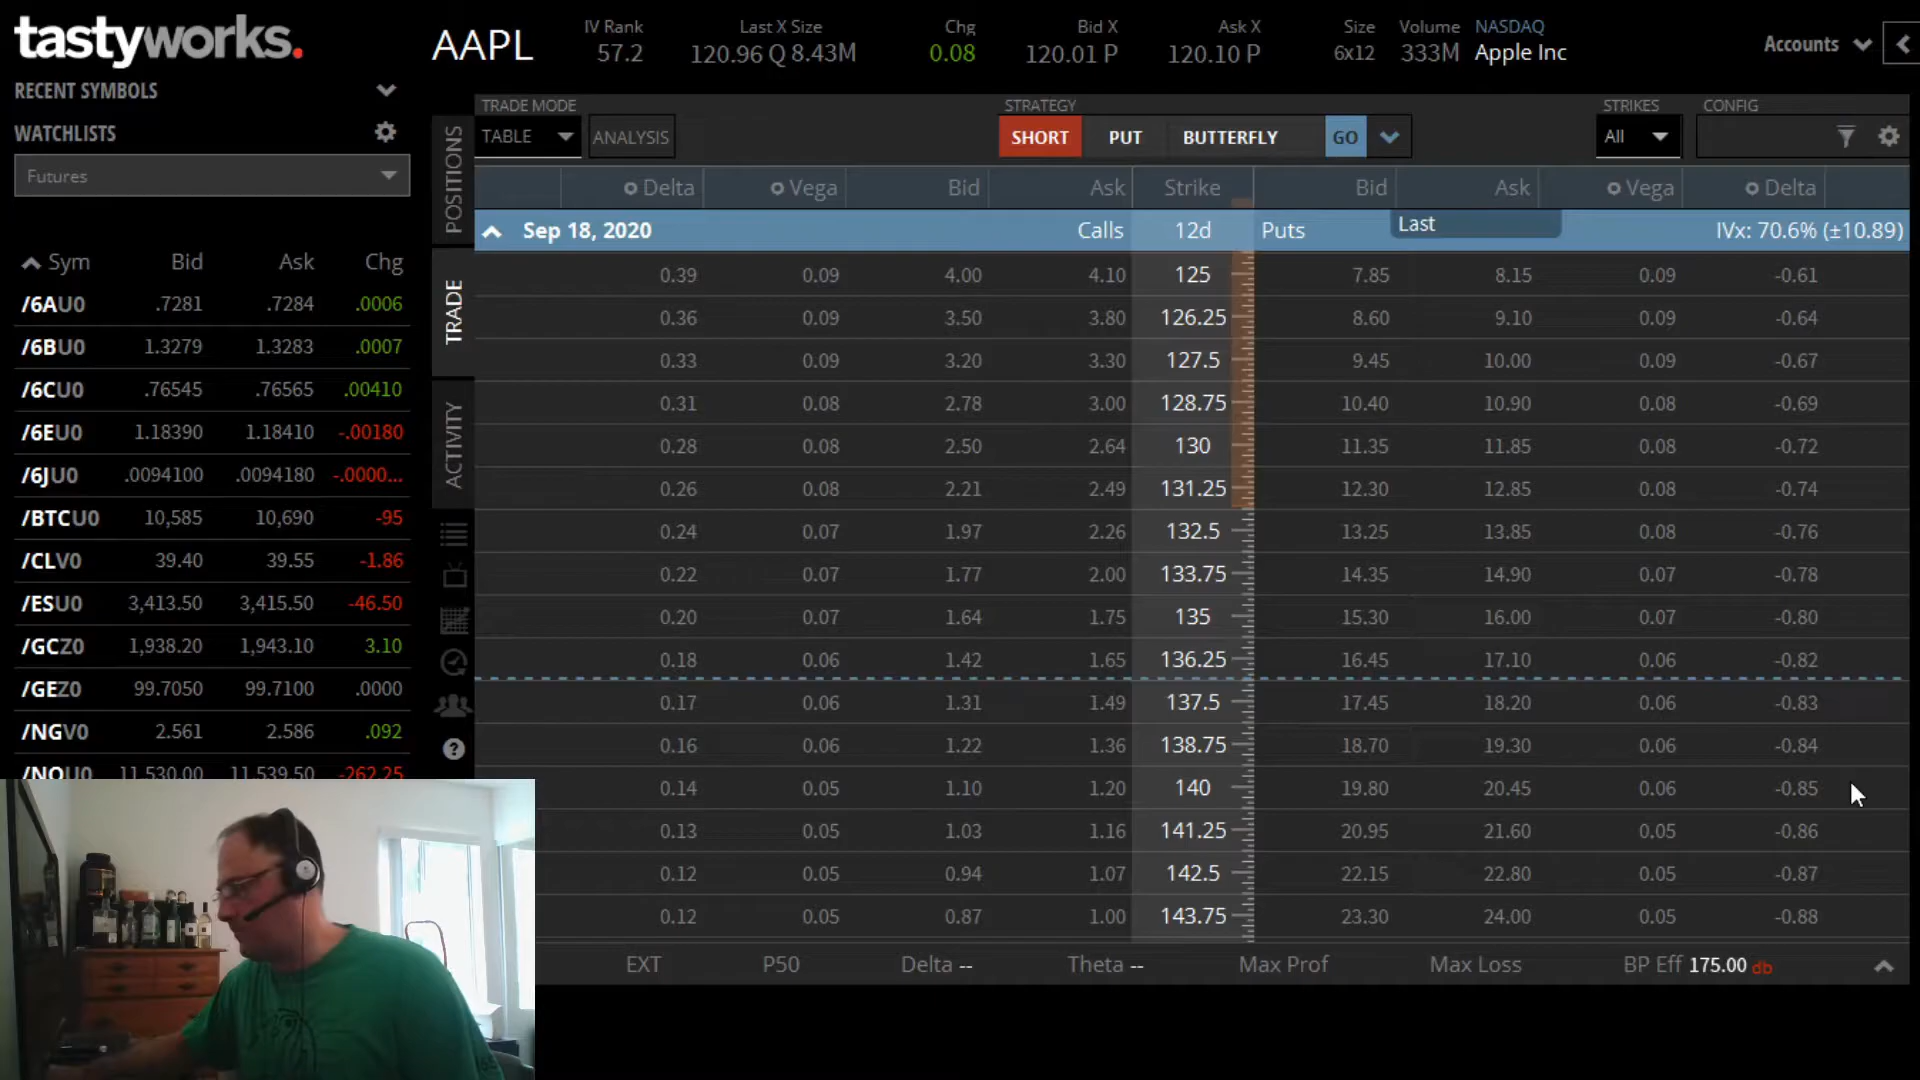 tastyworks.
AAPL
IV Rank
57.2
Last X Size
120.96 Q 8.43M
Chg
0.08
Bid X
120.01 P
Ask X
120.10 P
Size
6x12
Volume
333M
NASDAQ
Apple Inc
Accounts
RECENT SYMBOLS
WATCHLISTS
Futures
POSITIONS
TRADE
ACTIVITY
TRADE MODE
TABLE
ANALYSIS
STRATEGY
SHORT PUT BUTTERFLY GO
STRIKES
All
CONFIG
Delta Vega Bid Ask Strike Bid Ask Vega Delta
Sep 18, 2020 Calls 12d Puts Last IVx: 70.6% (±10.89)
Sym Bid Ask Chg
/6AU0 .7281 .7284 .0006
/6BU0 1.3279 1.3283 .0007
/6CU0 .76545 .76565 .00410
/6EU0 1.18390 1.18410 -.00180
/6JU0 .0094100 .0094180 -.0000...
/BTCU0 10,585 10,690 -95
/CLV0 39.40 39.55 -1.86
/ESU0 3,413.50 3,415.50 -46.50
/GCZ0 1,938.20 1,943.10 3.10
/GEZ0 99.7050 99.7100 .0000
/NGV0 2.561 2.586 .092
/NQU0 11,530.00 11,539.50 -262.25
0.39 0.09 4.00 4.10 125 7.85 8.15 0.09 -0.61
0.36 0.09 3.50 3.80 126.25 8.60 9.10 0.09 -0.64
0.33 0.09 3.20 3.30 127.5 9.45 10.00 0.09 -0.67
0.31 0.08 2.78 3.00 128.75 10.40 10.90 0.08 -0.69
0.28 0.08 2.50 2.64 130 11.35 11.85 0.08 -0.72
0.26 0.08 2.21 2.49 131.25 12.30 12.85 0.08 -0.74
0.24 0.07 1.97 2.26 132.5 13.25 13.85 0.08 -0.76
0.22 0.07 1.77 2.00 133.75 14.35 14.90 0.07 -0.78
0.20 0.07 1.64 1.75 135 15.30 16.00 0.07 -0.80
0.18 0.06 1.42 1.65 136.25 16.45 17.10 0.06 -0.82
0.17 0.06 1.31 1.49 137.5 17.45 18.20 0.06 -0.83
0.16 0.06 1.22 1.36 138.75 18.70 19.30 0.06 -0.84
0.14 0.05 1.10 1.20 140 19.80 20.45 0.06 -0.85
0.13 0.05 1.03 1.16 141.25 20.95 21.60 0.05 -0.86
0.12 0.05 0.94 1.07 142.5 22.15 22.80 0.05 -0.87
0.12 0.05 0.87 1.00 143.75 23.30 24.00 0.05 -0.88
EXT P50 Delta -- Theta -- Max Prof Max Loss BP Eff 175.00 db